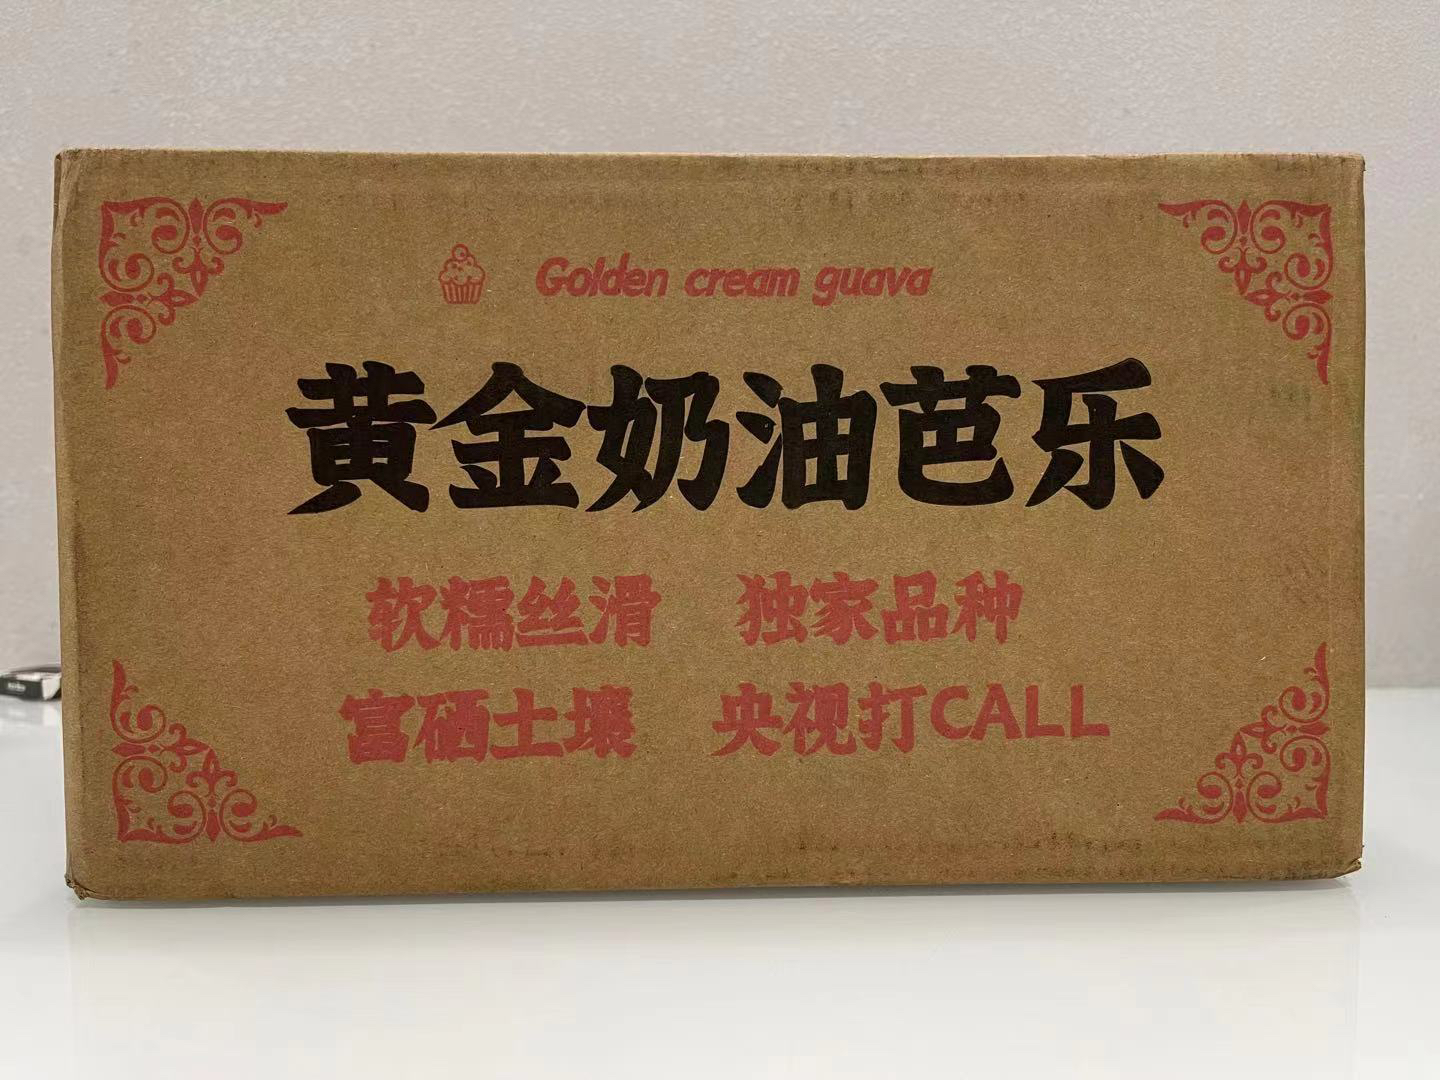 Golden cream guava
黄金奶油芭乐
软糯丝滑 独家品种
富硒土壤 央视打CALL